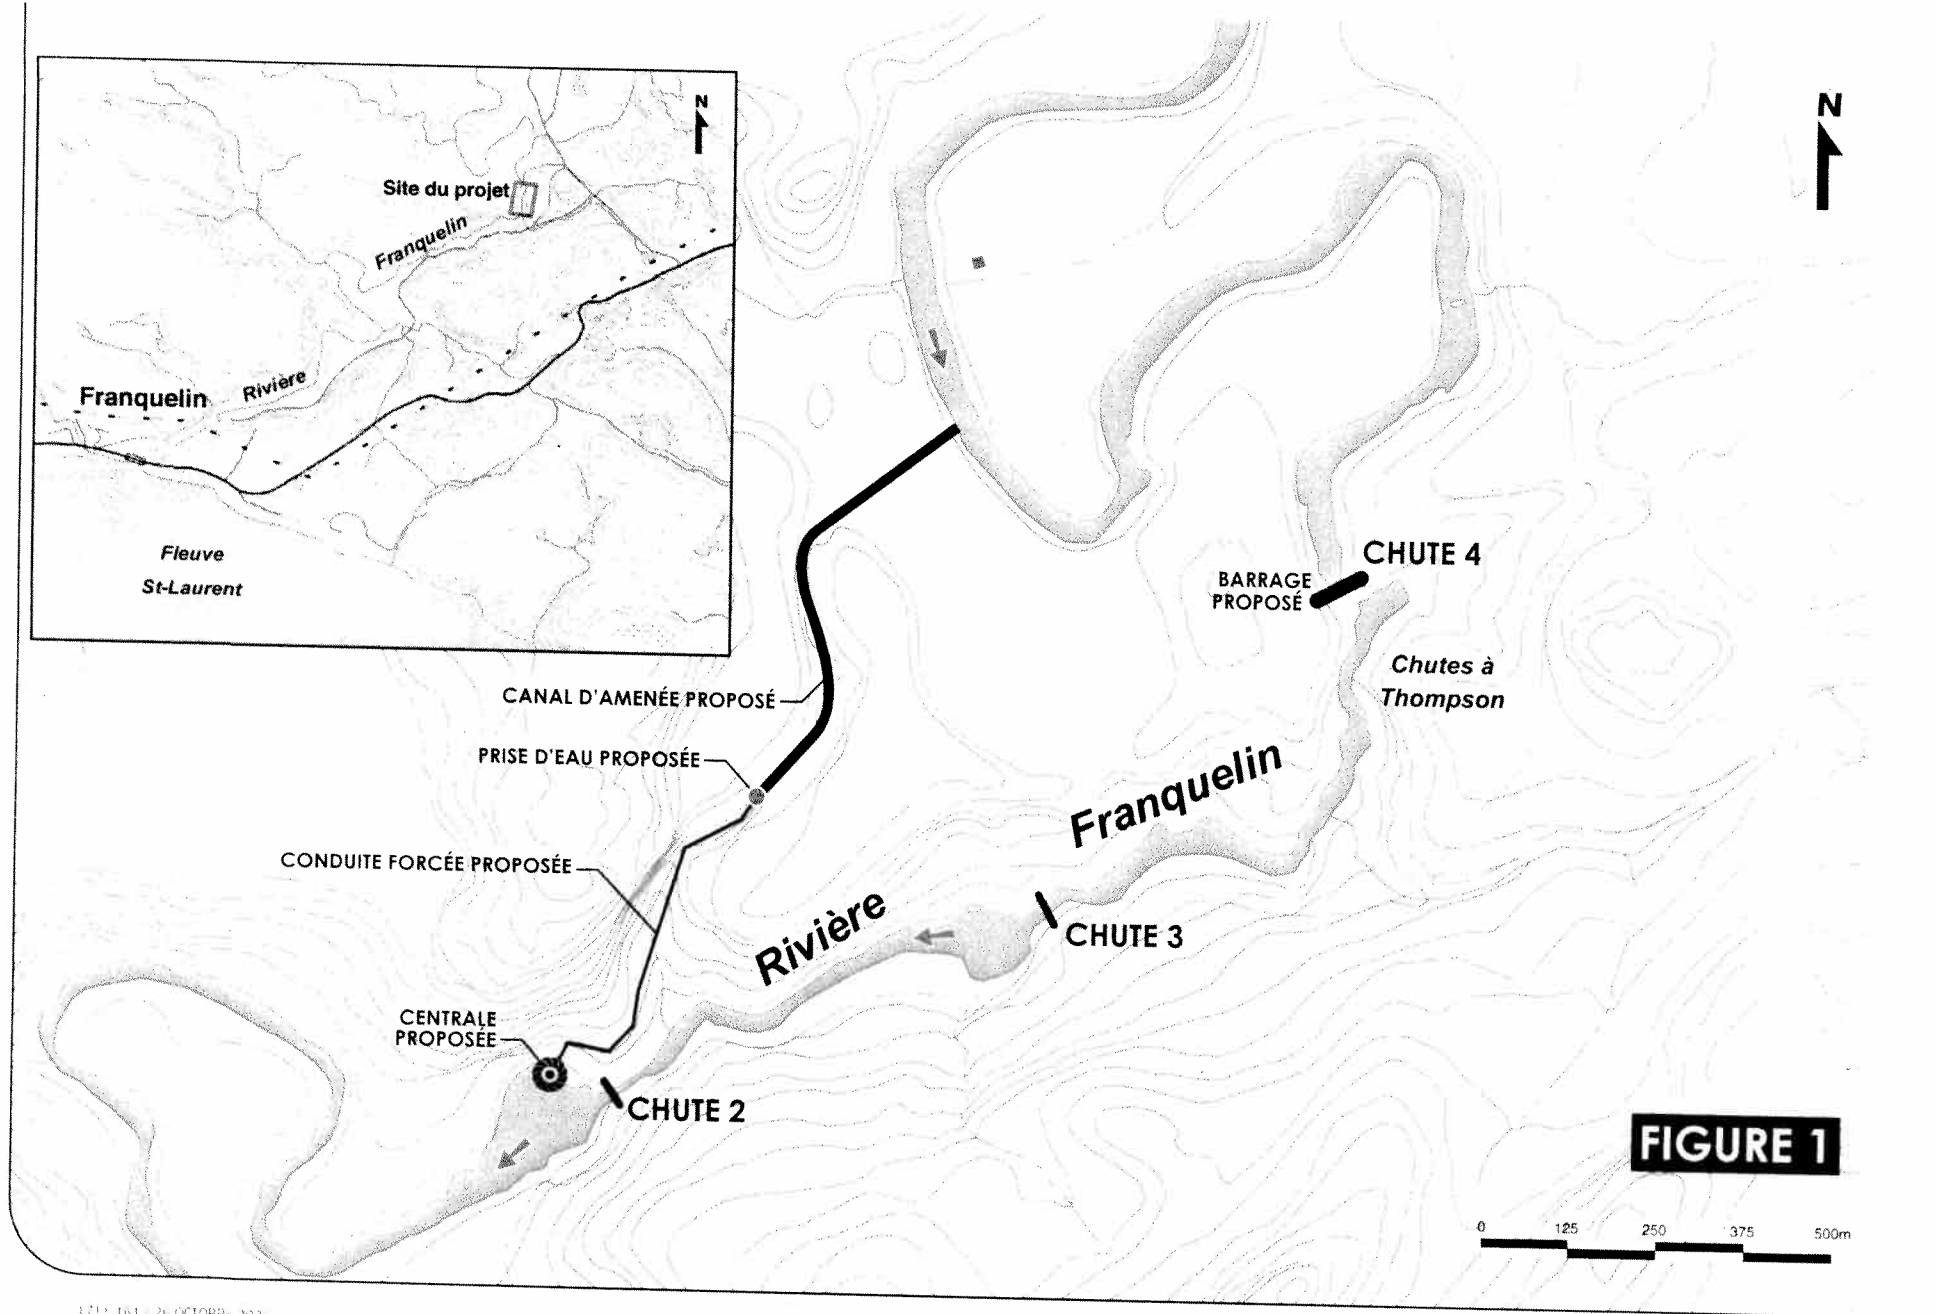 N
Site du projet
Franquelin
Franquelin
Rivière
Fleuve
St-Laurent
N
CHUTE 4
BARRAGE
PROPOSÉ
Chutes à
Thompson
CANAL D'AMENÉE PROPOSÉ
PRISE D'EAU PROPOSÉE
Franquelin
CONDUITE FORCÉE PROPOSÉE
Rivière
CHUTE 3
CENTRALE
PROPOSÉE
CHUTE 2
FIGURE 1
0 125 250 375 500m